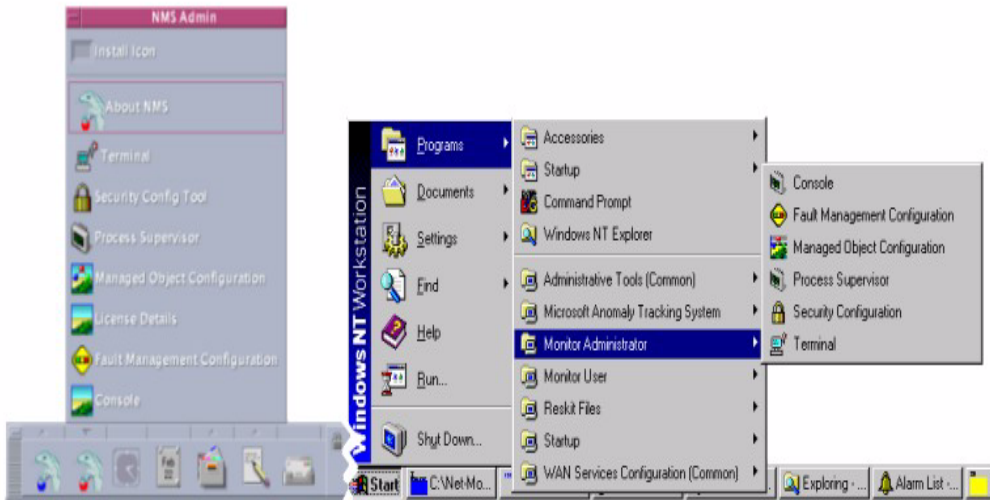 NMS Admin
Install Icon
About NMS
Terminal
Security Config Tool
Process Supervisor
Managed Object Configuration
License Details
Fault Management Configuration
Console
Feb
Windows NT Workstation
Programs
Documents
Settings
Find
Help
Run...
Shut Down...
Accessories
Startup
Command Prompt
Windows NT Explorer
Administrative Tools (Common)
Microsoft Anomaly Tracking System
Monitor Administrator
Monitor User
Reskit Files
Startup
WAN Services Configuration (Common)
Console
Fault Management Configuration
Managed Object Configuration
Process Supervisor
Security Configuration
Terminal
Start
C:\Net-Mo...
Exploring - ...
Alarm List -...